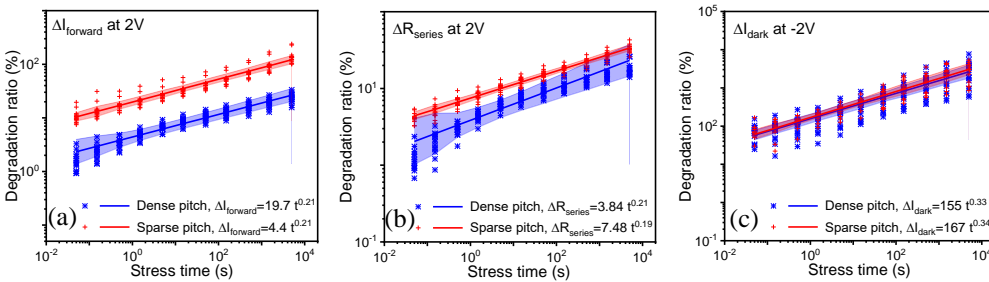 ΔI_forward at 2V
Degradation ratio (%)
10^2
10^0
(a)
Dense pitch, ΔI_forward=19.7 t^0.21
Sparse pitch, ΔI_forward=4.4 t^0.21
10^-2 10^0 10^2 10^4
Stress time (s)
ΔR_series at 2V
Degradation ratio (%)
10^1
10^-1
(b)
Dense pitch, ΔR_series=3.84 t^0.21
Sparse pitch, ΔR_series=7.48 t^0.19
10^-2 10^0 10^2 10^4
Stress time (s)
ΔI_dark at -2V
Degradation ratio (%)
10^5
10^2
10^-1
(c)
Dense pitch, ΔI_dark=155 t^0.33
Sparse pitch, ΔI_dark=167 t^0.34
10^-2 10^0 10^2 10^4
Stress time (s)